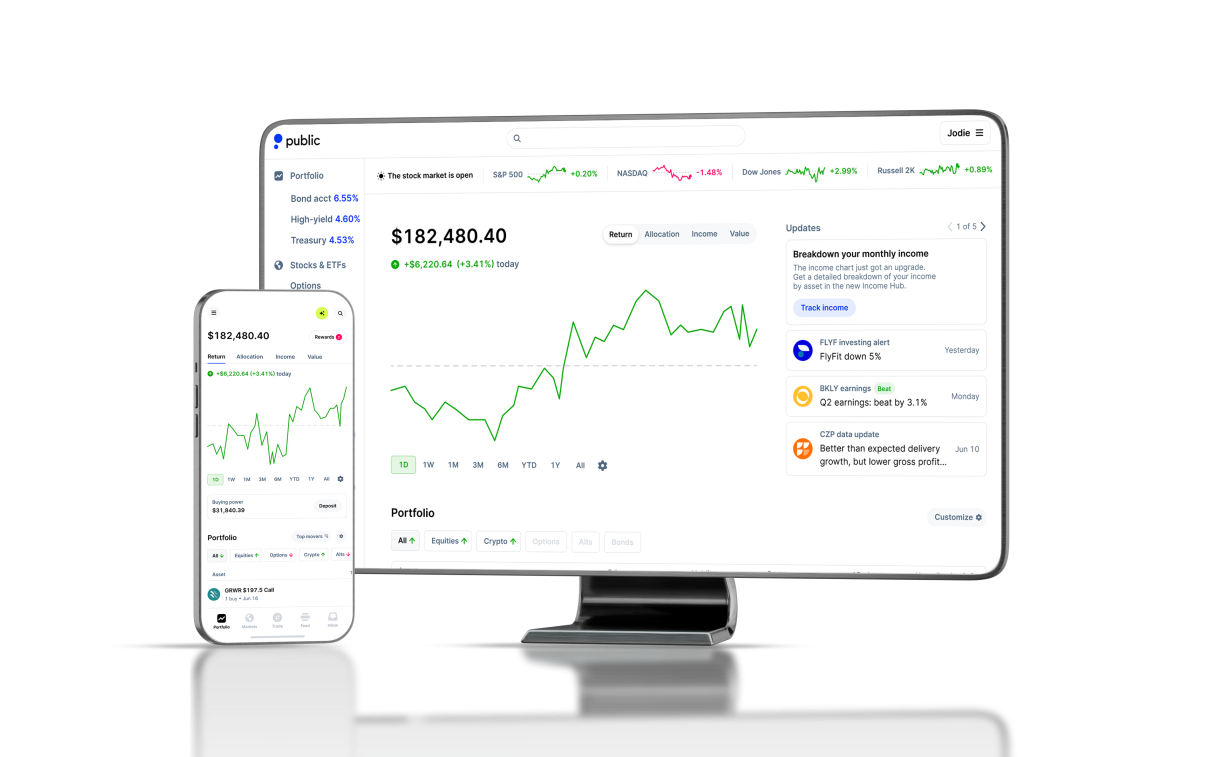 public
Jodie
Portfolio
Bond acct 6.55%
High-yield 4.60%
Treasury 4.53%
Stocks & ETFs
Options
The stock market is open
S&P 500 +0.20%
NASDAQ -1.48%
Dow Jones +2.99%
Russell 2K +0.89%
$182,480.40
+$6,220.64 (+3.41%) today
Return Allocation Income Value
1D 1W 1M 3M 6M YTD 1Y All
Updates
1 of 5
Breakdown your monthly income
The income chart just got an upgrade.
Get a detailed breakdown of your income
by asset in the new Income Hub.
Track income
FLYF investing alert
FlyFit down 5%
Yesterday
BKLY earnings Beat
Q2 earnings: beat by 3.1%
Monday
CZP data update
Better than expected delivery
growth, but lower gross profit...
Jun 10
Portfolio
Customize
All Equities Crypto Options Alts Bonds
$182,480.40
Rewards
Return Allocation Income Value
+$6,220.64 (+3.41%) today
1D 1W 1M 3M 6M YTD 1Y All
Buying power
$31,840.39
Deposit
Portfolio
Top movers
All Equities Options Crypto Alts
Asset
GRWR $197.5 Call
1 buy • Jun 16
Portfolio Markets Trade Feed